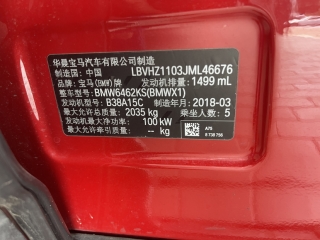 华晨宝马汽车有限公司制造
制造国: 中国 LBVHZ1103JML46676
品牌: 宝马(BMW)牌 发动机排量: 1499 mL
整车型号: BMW6462KS(BMWX1)
发动机型号: B38A15C 制造年月: 2018-03
最大允许总质量: 2035 kg 乘坐人数: 5
发动机最大净功率: 100 kW
最大允许牵引质量: -- kg
A75